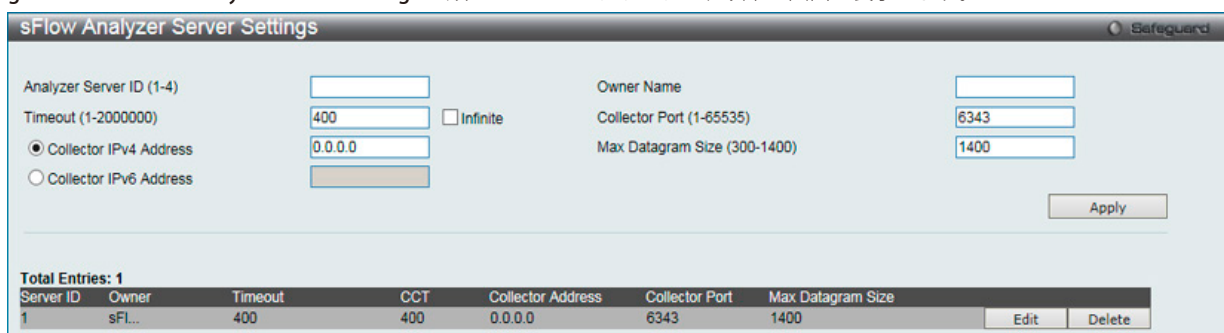 sFlow Analyzer Server Settings
Safeguard
Analyzer Server ID (1-4)
Owner Name
Timeout (1-2000000) 400 Infinite
Collector Port (1-65535) 6343
Collector IPv4 Address 0.0.0.0
Max Datagram Size (300-1400) 1400
Collector IPv6 Address
Apply
Total Entries: 1
Server ID Owner Timeout CCT Collector Address Collector Port Max Datagram Size
1 sFl... 400 400 0.0.0.0 6343 1400 Edit Delete